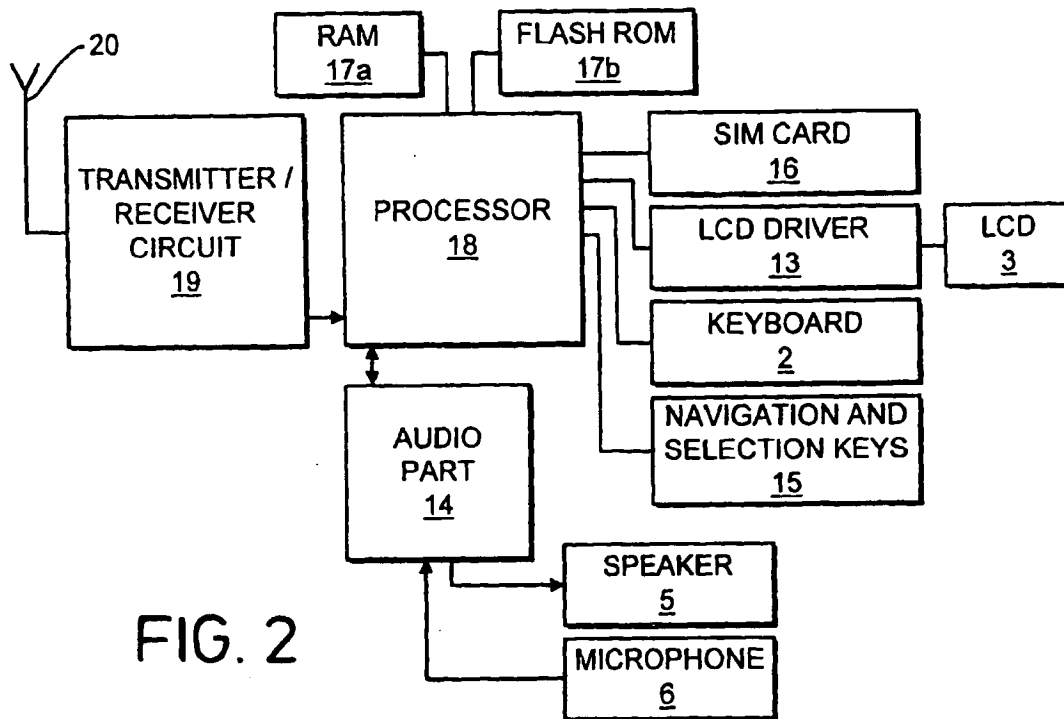 20
RAM
17a
FLASH ROM
17b
TRANSMITTER /
RECEIVER
CIRCUIT
19
PROCESSOR
18
SIM CARD
16
LCD DRIVER
13
LCD
3
KEYBOARD
2
NAVIGATION AND
SELECTION KEYS
15
AUDIO
PART
14
SPEAKER
5
MICROPHONE
6
FIG. 2